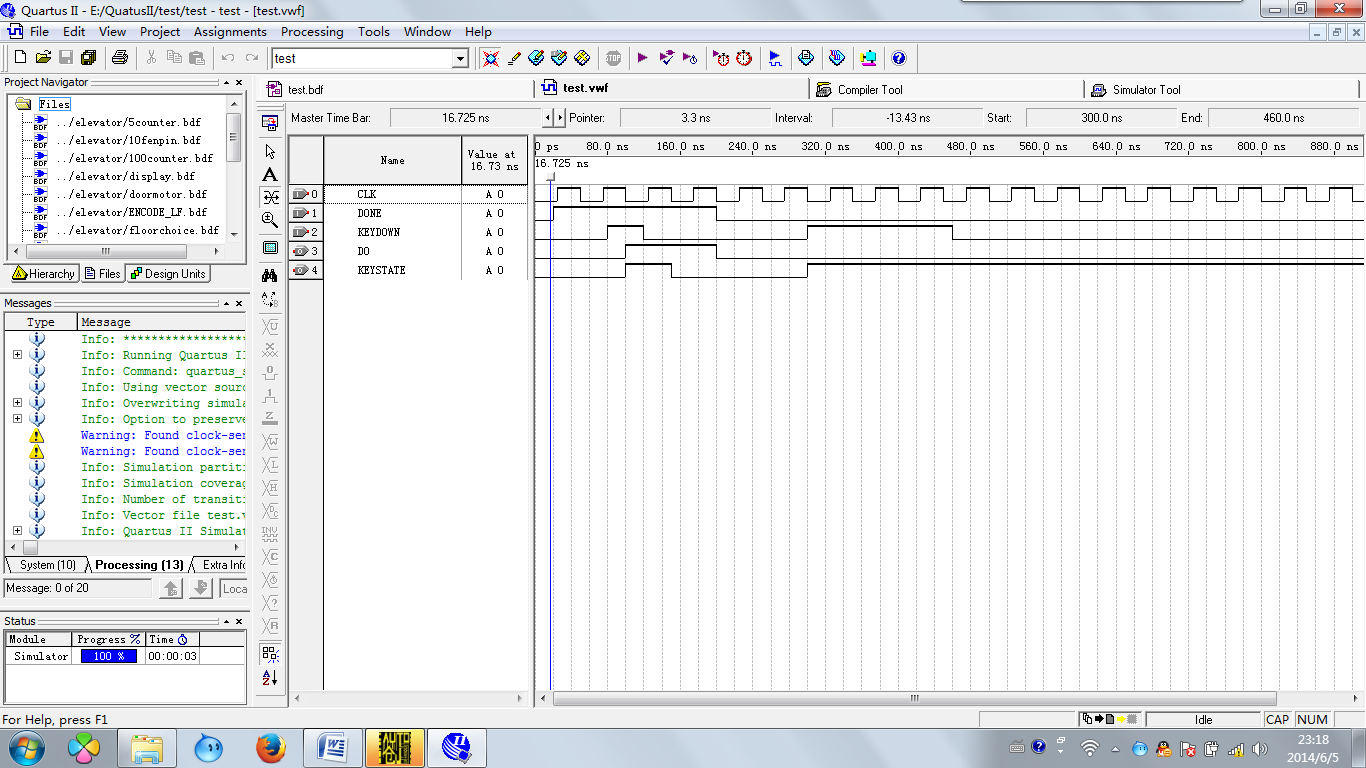 Quartus II - E:/QuatusII/test/test - test - [test.vwf]
File Edit View Project Assignments Processing Tools Window Help
test
STOP
Project Navigator
Files
BDF ../elevator/5counter.bdf
BDF ../elevator/10fenpin.bdf
BDF ../elevator/100counter.bdf
BDF ../elevator/display.bdf
BDF ../elevator/doormotor.bdf
BDF ../elevator/ENCODE_LF.bdf
BDF ../elevator/floorchoice.bdf
Hierarchy Files Design Units
Messages
Type Message
Info: ******************
Info: Running Quartus II
Info: Command: quartus_s
Info: Using vector sourc
Info: Overwriting simula
Info: Option to preserve
Warning: Found clock-ser
Warning: Found clock-ser
Info: Simulation partiti
Info: Simulation coverag
Info: Number of transiti
Info: Vector file test.v
Info: Quartus II Simulat
System (10) Processing (13) Extra Info
Message: 0 of 20 Loca
Status
Module Progress % Time
Simulator 100 % 00:00:03
test.bdf test.vwf Compiler Tool Simulator Tool
Master Time Bar: 16.725 ns Pointer: 3.3 ns Interval: -13.43 ns Start: 300.0 ns End: 460.0 ns
Name
Value at
16.73 ns
0 ps 80.0 ns 160.0 ns 240.0 ns 320.0 ns 400.0 ns 480.0 ns 560.0 ns 640.0 ns 720.0 ns 800.0 ns 880.0 ns
16.725 ns
0 CLK A 0
1 DONE A 0
2 KEYDOWN A 0
3 DO A 0
4 KEYSTATE A 0
For Help, press F1
Idle CAP NUM
23:18
2014/6/5